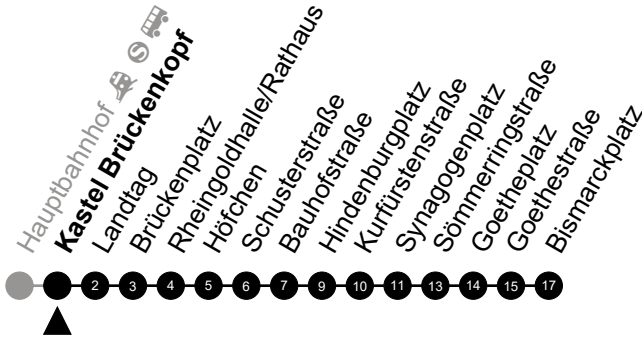 Hauptbahnhof S
Kastel Brückenkopf
Landtag
Brückenplatz
Rheingoldhalle/Rathaus
Höfchen
Schusterstraße
Bauhofstraße
Hindenburgplatz
Kurfürstenstraße
Synagogenplatz
Sömmerringstraße
Goetheplatz
Goethestraße
Bismarckplatz
2 3 4 5 6 7 9 10 11 13 14 15 17